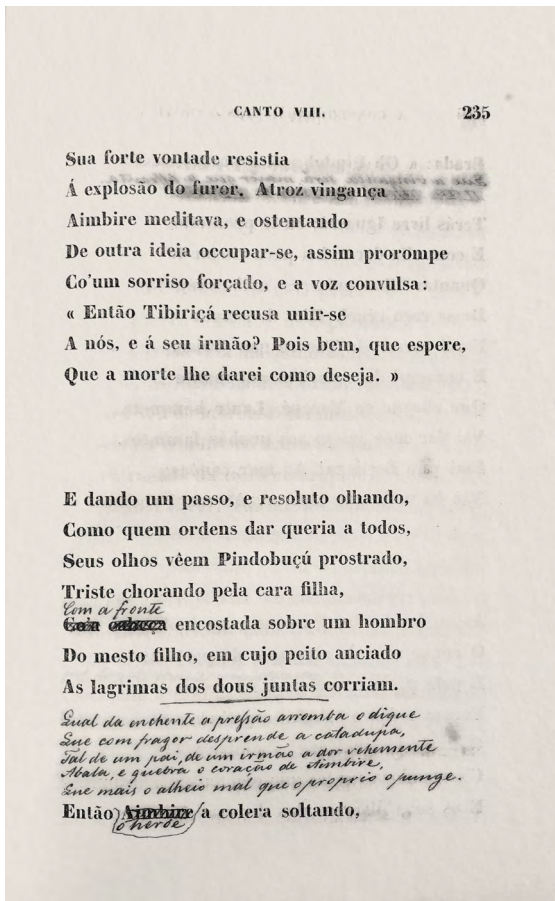 CANTO VIII. 235
Sua forte vontade resistia
Á explosão do furor. Atroz vingança
Aimbire meditava, e ostentando
De outra ideia occupar-se, assim prorompe
Co'um sorriso forçado, e a voz convulsa:
« Então Tibiriçá recusa unir-se
A nós, e á seu irmão? Pois bem, que espere,
Que a morte lhe darei como deseja. »
E dando um passo, e resoluto olhando,
Como quem ordens dar queria a todos,
Seus olhos vêem Pindobuçú prostrado,
Triste chorando pela cara filha,
Com a fronte
Co'a cabeça encostada sobre um hombro
Do mesto filho, em cujo peito anciado
As lagrimas dos dous juntas corriam.
Qual da enchente a pressão arromba o dique
Que com fragor desprende a catadupa,
Tal de um pai, de um irmão a dor vehemente
Abala, e quebra o coração de Aimbire,
Que mais o alheio mal que o proprio o punge.
Então Aimbire a colera soltando,
o heróe